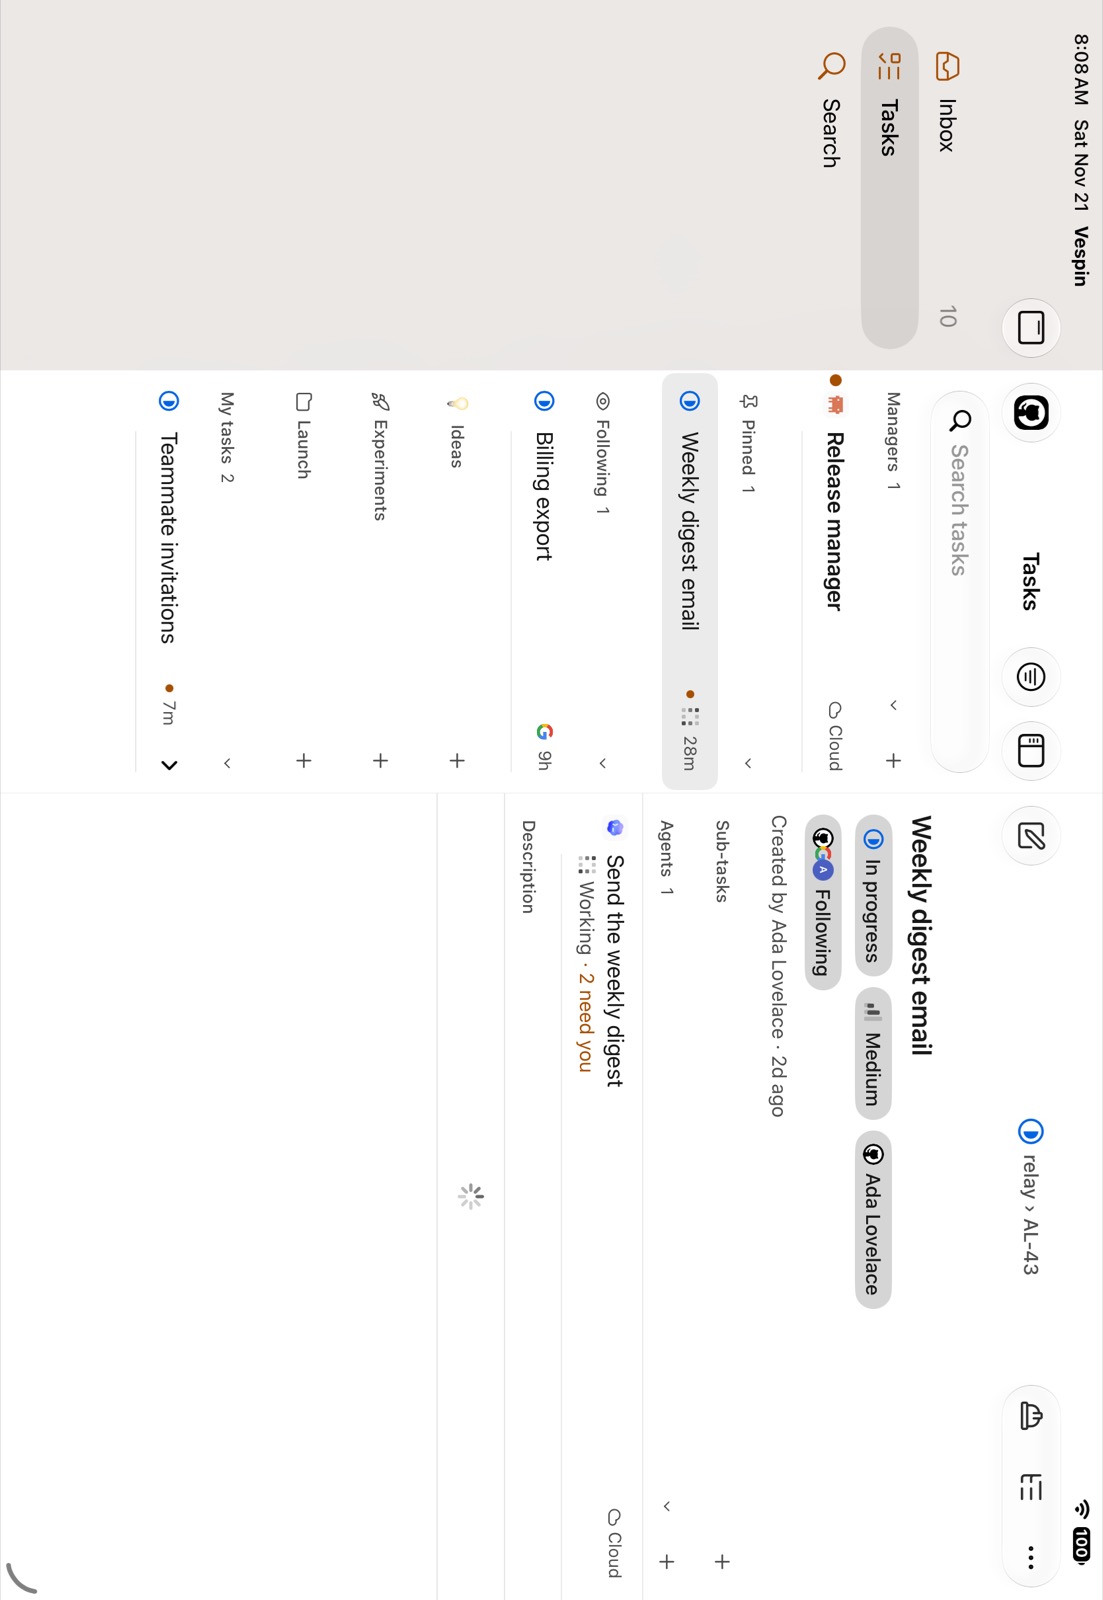 8:08 AM Sat Nov 21 Vespin
100
Inbox 10
Tasks
Search
Tasks
Search tasks
Managers 1
Release manager Cloud
Pinned 1
Weekly digest email 28m
Following 1
Billing export 9h
Ideas
Experiments
Launch
My tasks 2
Teammate invitations 7m
relay › AL-43
Weekly digest email
In progress Medium Ada Lovelace
A Following
Created by Ada Lovelace · 2d ago
Sub-tasks
Agents 1
Send the weekly digest Cloud
Working · 2 need you
Description